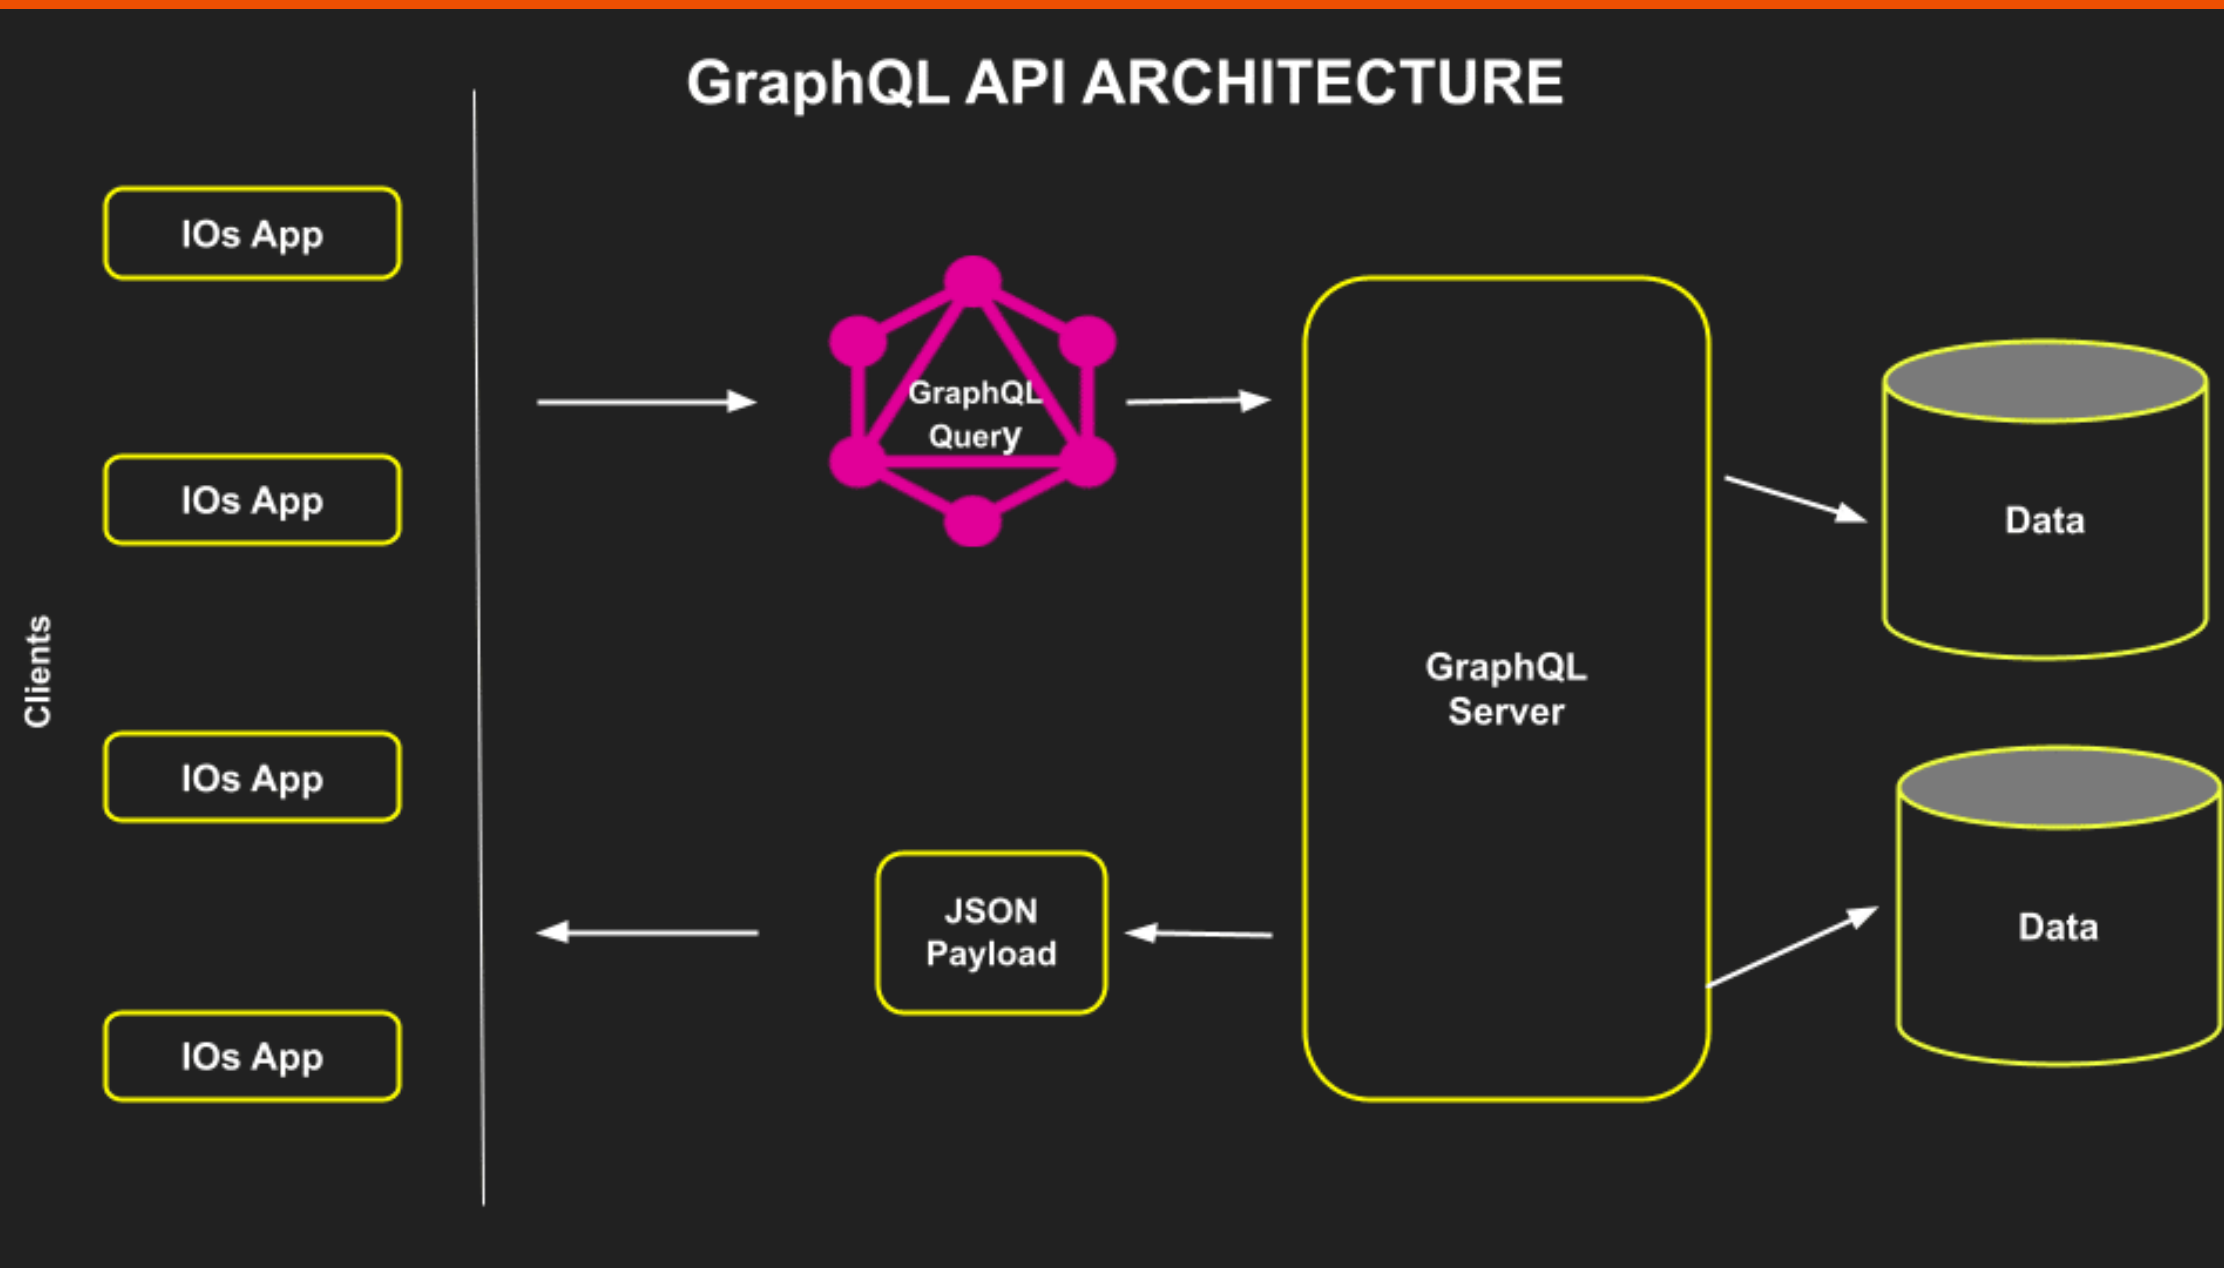 GraphQL API ARCHITECTURE
Clients
IOs App
IOs App
IOs App
IOs App
GraphQL
Query
JSON
Payload
GraphQL
Server
Data
Data